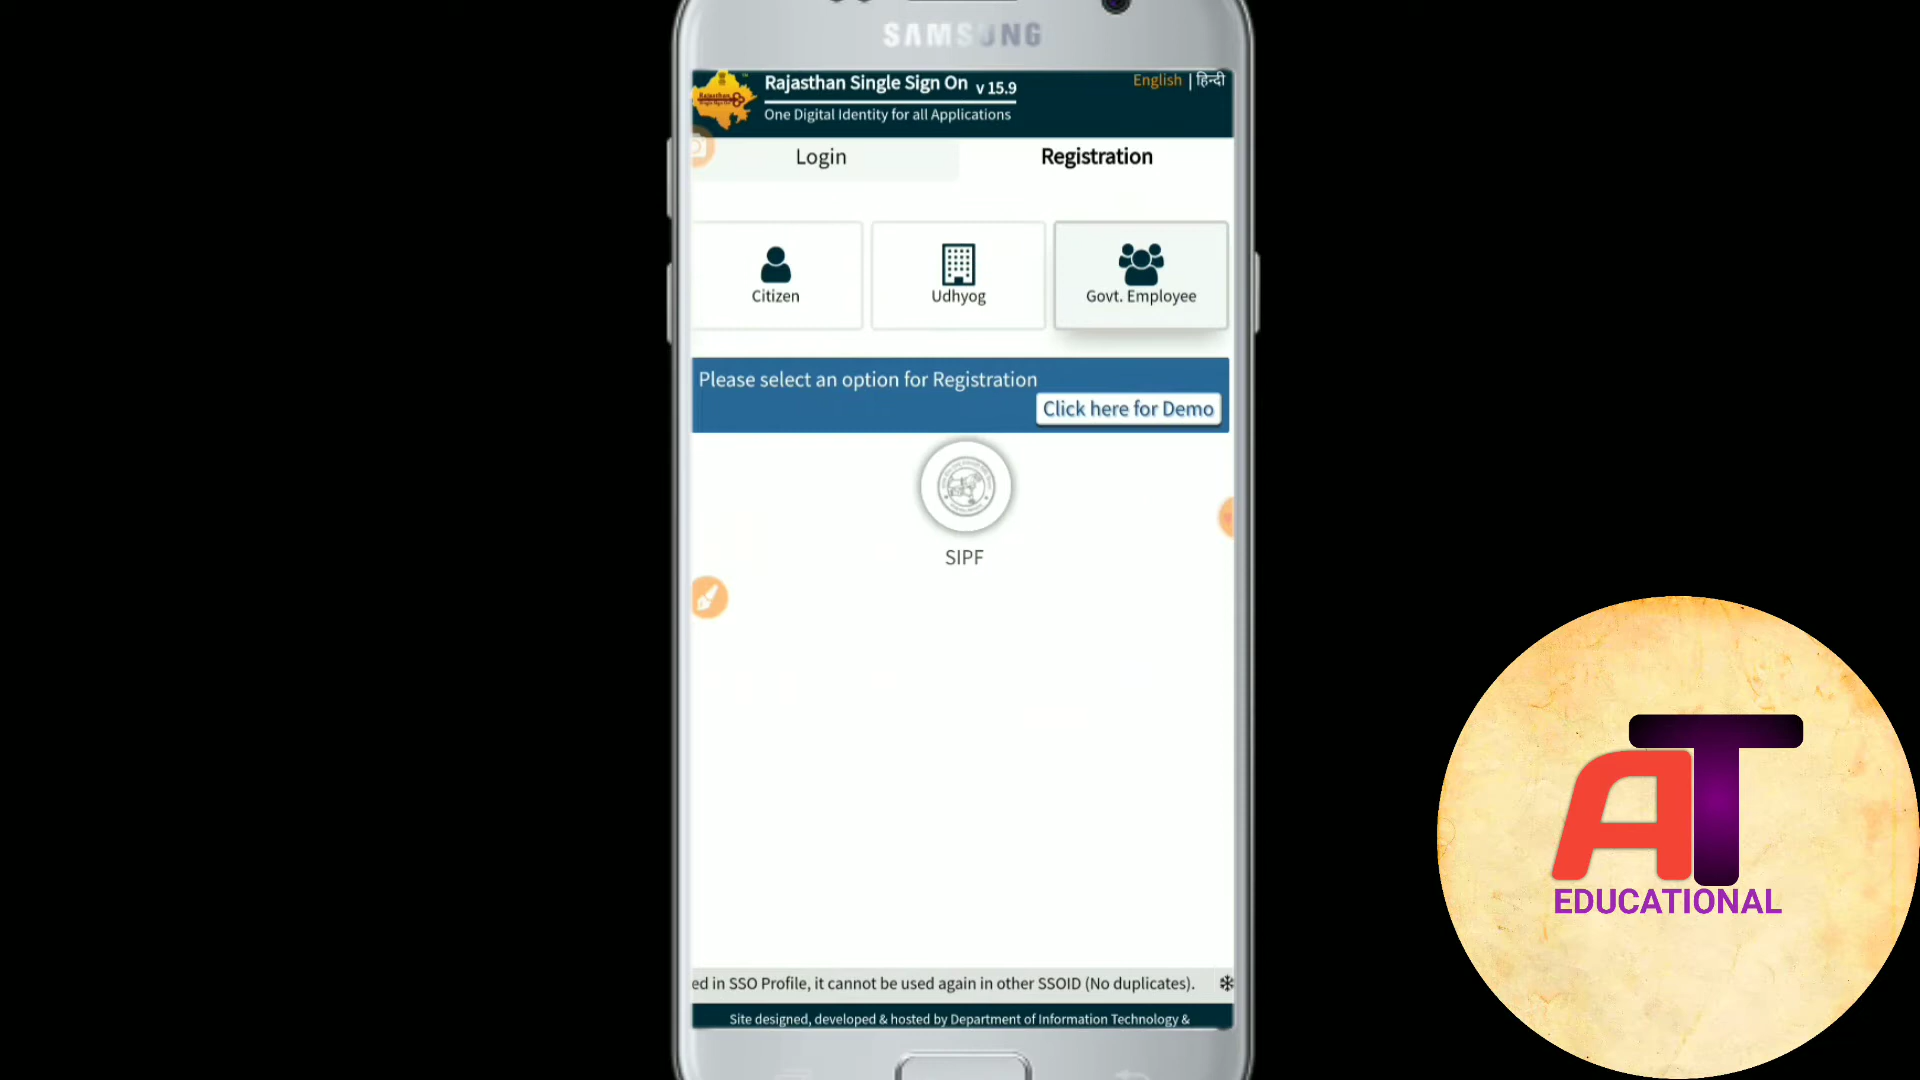 SAMSUNG
Rajasthan Single Sign On v 15.9
One Digital Identity for all Applications
English | हिन्दी
Login
Registration
Citizen
Udhyog
Govt. Employee
Please select an option for Registration
Click here for Demo
SIPF
ed in SSO Profile, it cannot be used again in other SSOID (No duplicates).
Site designed, developed & hosted by Department of Information Technology &
AT
EDUCATIONAL